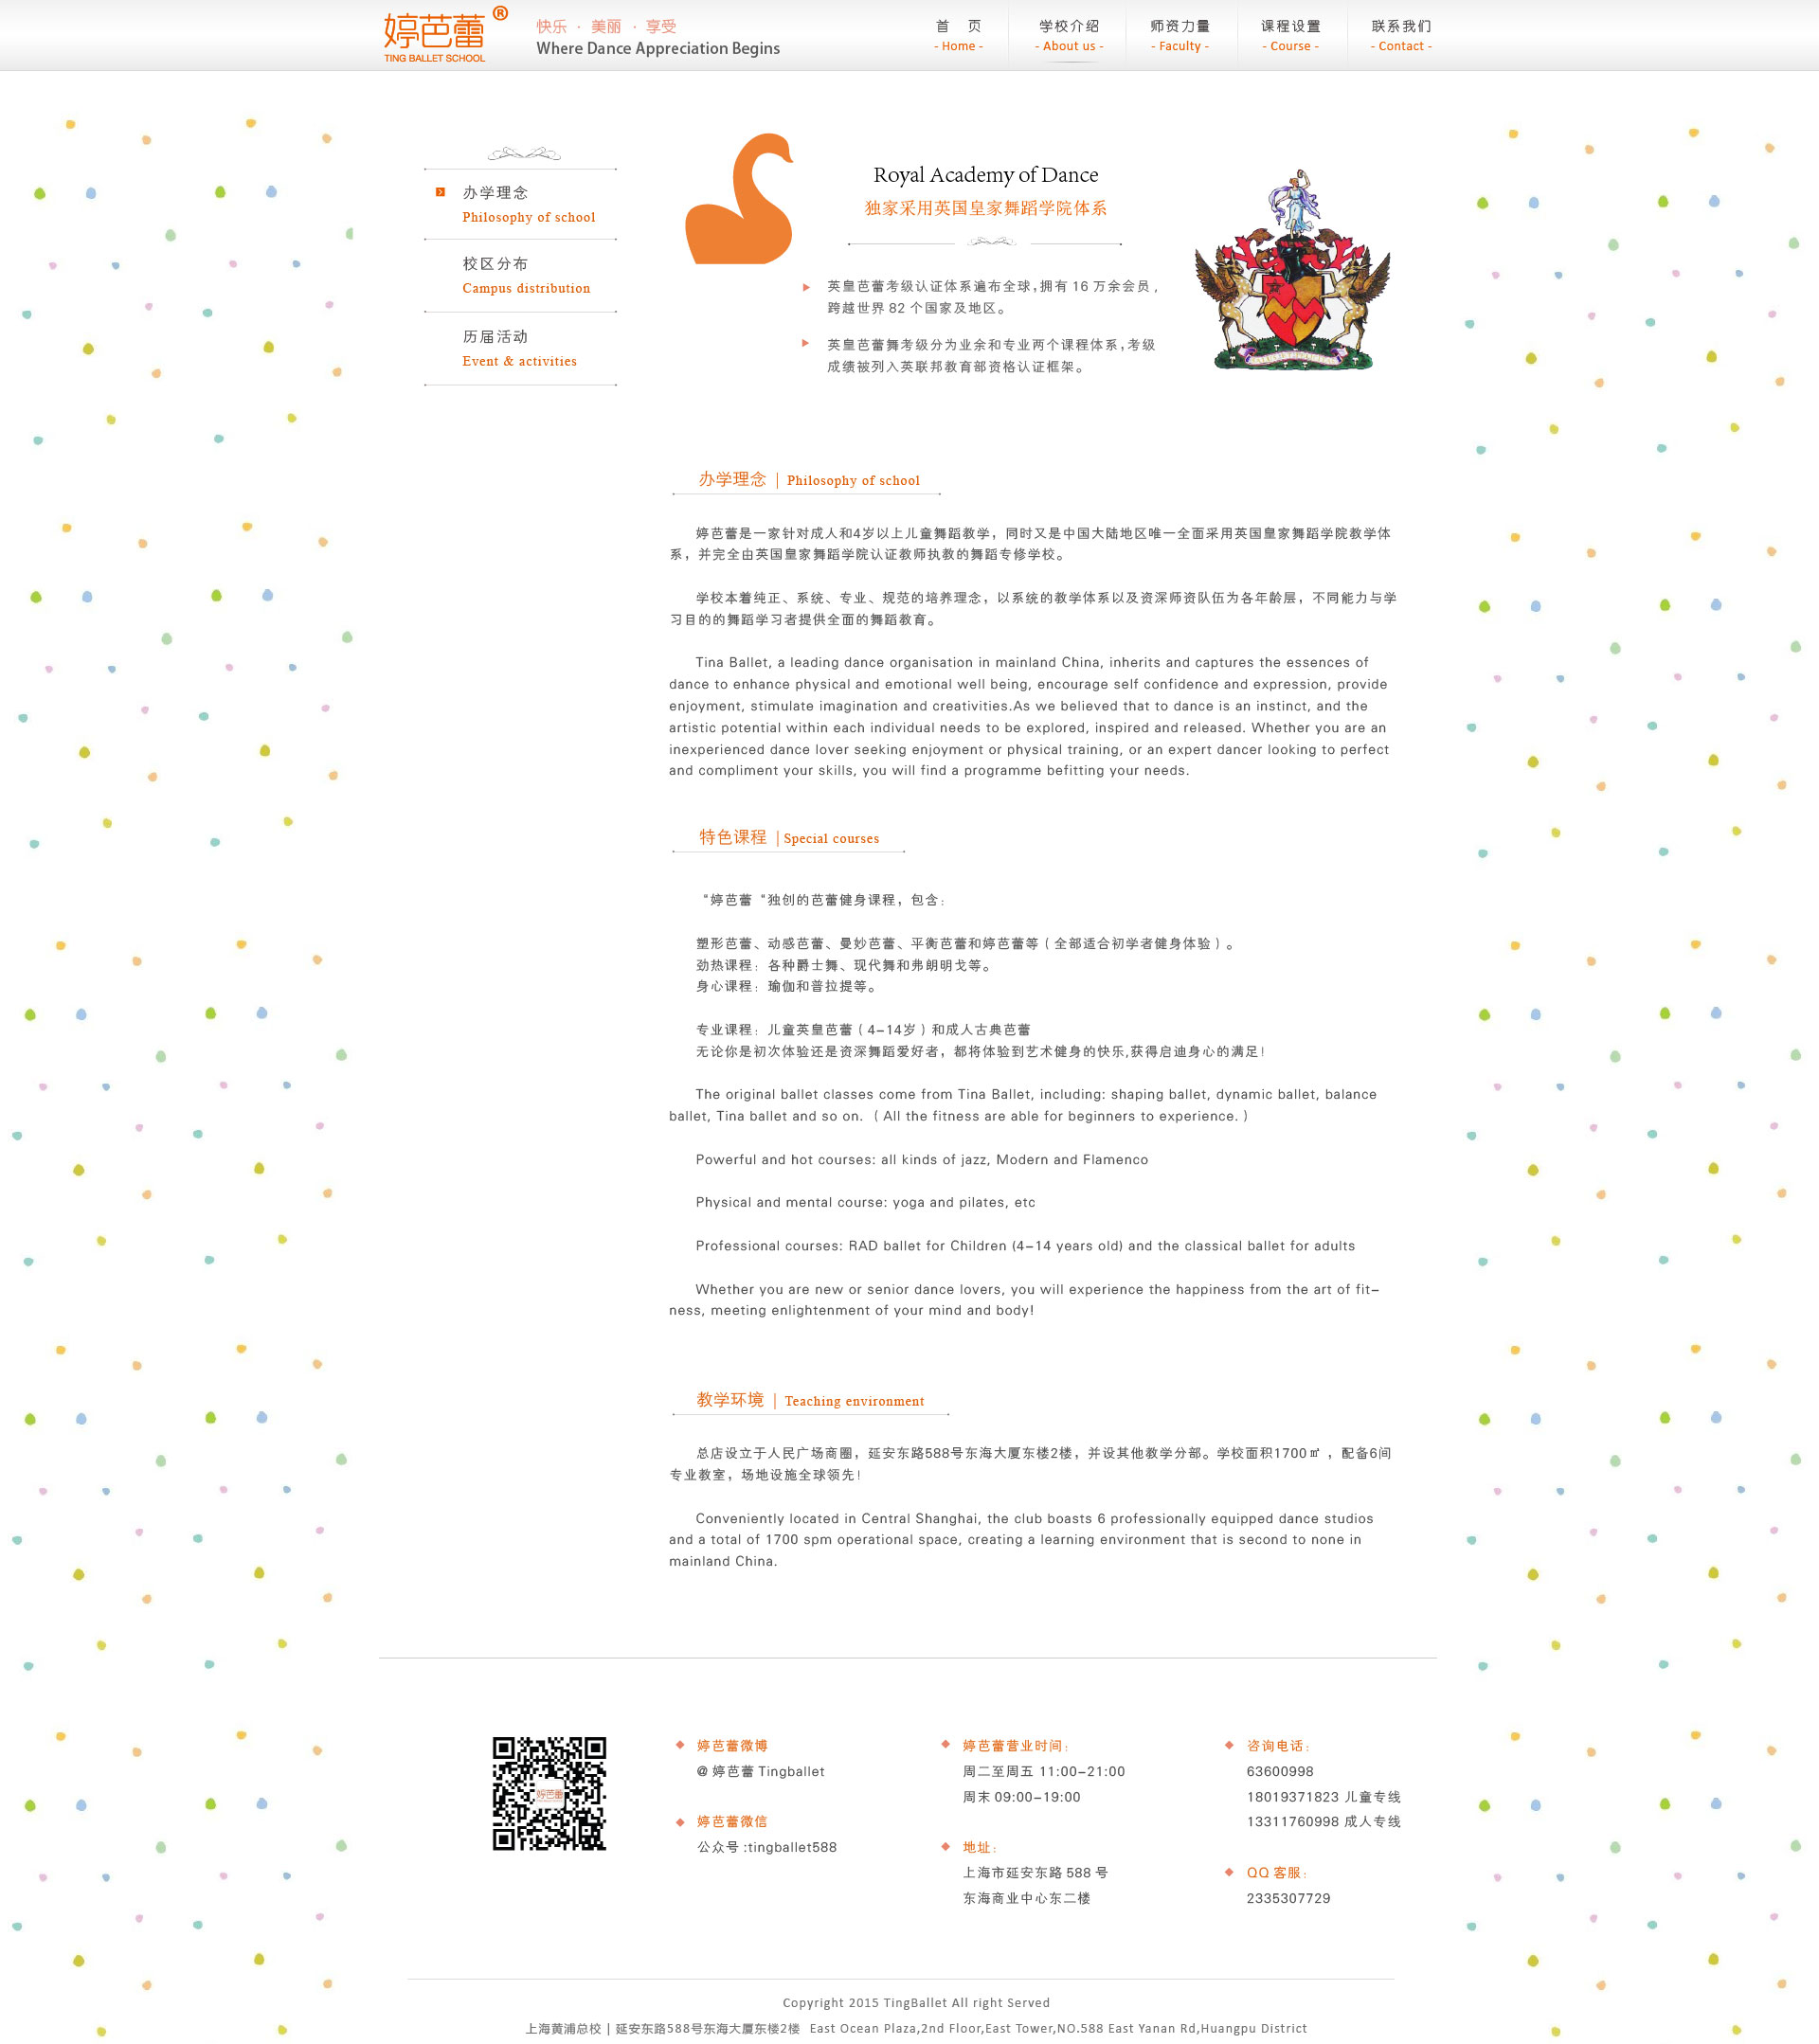 婷芭蕾®
TING BALLET SCHOOL
快乐 · 美丽 · 享受
Where Dance Appreciation Begins
首 页
- Home -
学校介绍
- About us -
师资力量
- Faculty -
课程设置
- Course -
联系我们
- Contact -
办学理念
Philosophy of school
校区分布
Campus distribution
历届活动
Event & activities
Royal Academy of Dance
独家采用英国皇家舞蹈学院体系
英皇芭蕾考级认证体系遍布全球,拥有 16 万余会员 ,
跨越世界 82 个国家及地区。
英皇芭蕾舞考级分为业余和专业两个课程体系,考级
成绩被列入英联邦教育部资格认证框架。
办学理念 | Philosophy of school
婷芭蕾是一家针对成人和4岁以上儿童舞蹈教学，同时又是中国大陆地区唯一全面采用英国皇家舞蹈学院教学体
系，并完全由英国皇家舞蹈学院认证教师执教的舞蹈专修学校。
学校本着纯正、系统、专业、规范的培养理念，以系统的教学体系以及资深师资队伍为各年龄层，不同能力与学
习目的的舞蹈学习者提供全面的舞蹈教育。
Tina Ballet, a leading dance organisation in mainland China, inherits and captures the essences of
dance to enhance physical and emotional well being, encourage self confidence and expression, provide
enjoyment, stimulate imagination and creativities.As we believed that to dance is an instinct, and the
artistic potential within each individual needs to be explored, inspired and released. Whether you are an
inexperienced dance lover seeking enjoyment or physical training, or an expert dancer looking to perfect
and compliment your skills, you will find a programme befitting your needs.
特色课程 | Special courses
“婷芭蕾 “独创的芭蕾健身课程，包含：
塑形芭蕾、动感芭蕾、曼妙芭蕾、平衡芭蕾和婷芭蕾等（全部适合初学者健身体验）。
劲热课程：各种爵士舞、现代舞和弗朗明戈等。
身心课程：瑜伽和普拉提等。
专业课程：儿童英皇芭蕾（4-14岁）和成人古典芭蕾
无论你是初次体验还是资深舞蹈爱好者，都将体验到艺术健身的快乐,获得启迪身心的满足！
The original ballet classes come from Tina Ballet, including: shaping ballet, dynamic ballet, balance
ballet, Tina ballet and so on. （All the fitness are able for beginners to experience.）
Powerful and hot courses: all kinds of jazz, Modern and Flamenco
Physical and mental course: yoga and pilates, etc
Professional courses: RAD ballet for Children (4-14 years old) and the classical ballet for adults
Whether you are new or senior dance lovers, you will experience the happiness from the art of fit-
ness, meeting enlightenment of your mind and body!
教学环境 | Teaching environment
总店设立于人民广场商圈，延安东路588号东海大厦东楼2楼，并设其他教学分部。学校面积1700㎡，配备6间
专业教室，场地设施全球领先！
Conveniently located in Central Shanghai, the club boasts 6 professionally equipped dance studios
and a total of 1700 spm operational space, creating a learning environment that is second to none in
mainland China.
婷芭蕾
婷芭蕾微博
@ 婷芭蕾 Tingballet
婷芭蕾微信
公众号 :tingballet588
婷芭蕾营业时间：
周二至周五 11:00-21:00
周末 09:00-19:00
地址：
上海市延安东路 588 号
东海商业中心东二楼
咨询电话：
63600998
18019371823 儿童专线
13311760998 成人专线
QQ 客服：
2335307729
Copyright 2015 TingBallet All right Served
上海黄浦总校 | 延安东路588号东海大厦东楼2楼 East Ocean Plaza,2nd Floor,East Tower,NO.588 East Yanan Rd,Huangpu District